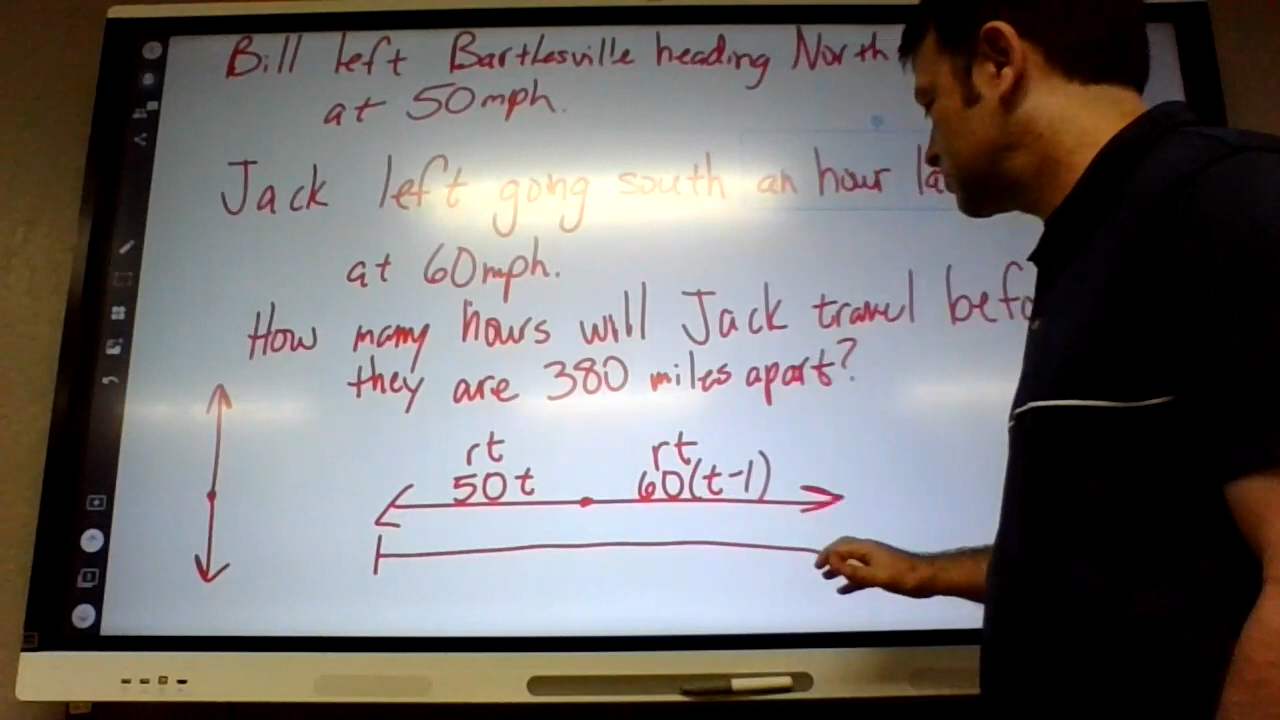 Bill left Bartlesville heading North
at 50mph.
Jack left going south an hour
at 60mph.
How many hours will Jack travel
they are 380 miles apart?
rt rt
50t 60(t-1)